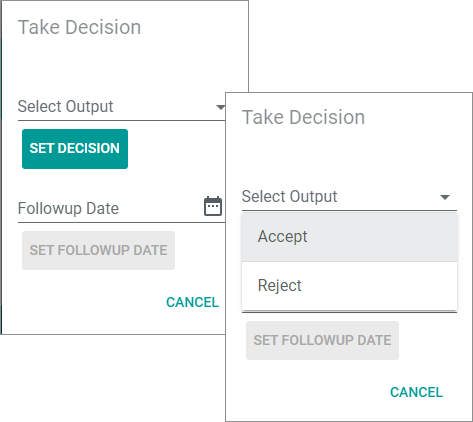 Take Decision
Select Output
SET DECISION
Followup Date
SET FOLLOWUP DATE
CANCEL
Take Decision
Select Output
Accept
Reject
SET FOLLOWUP DATE
CANCEL